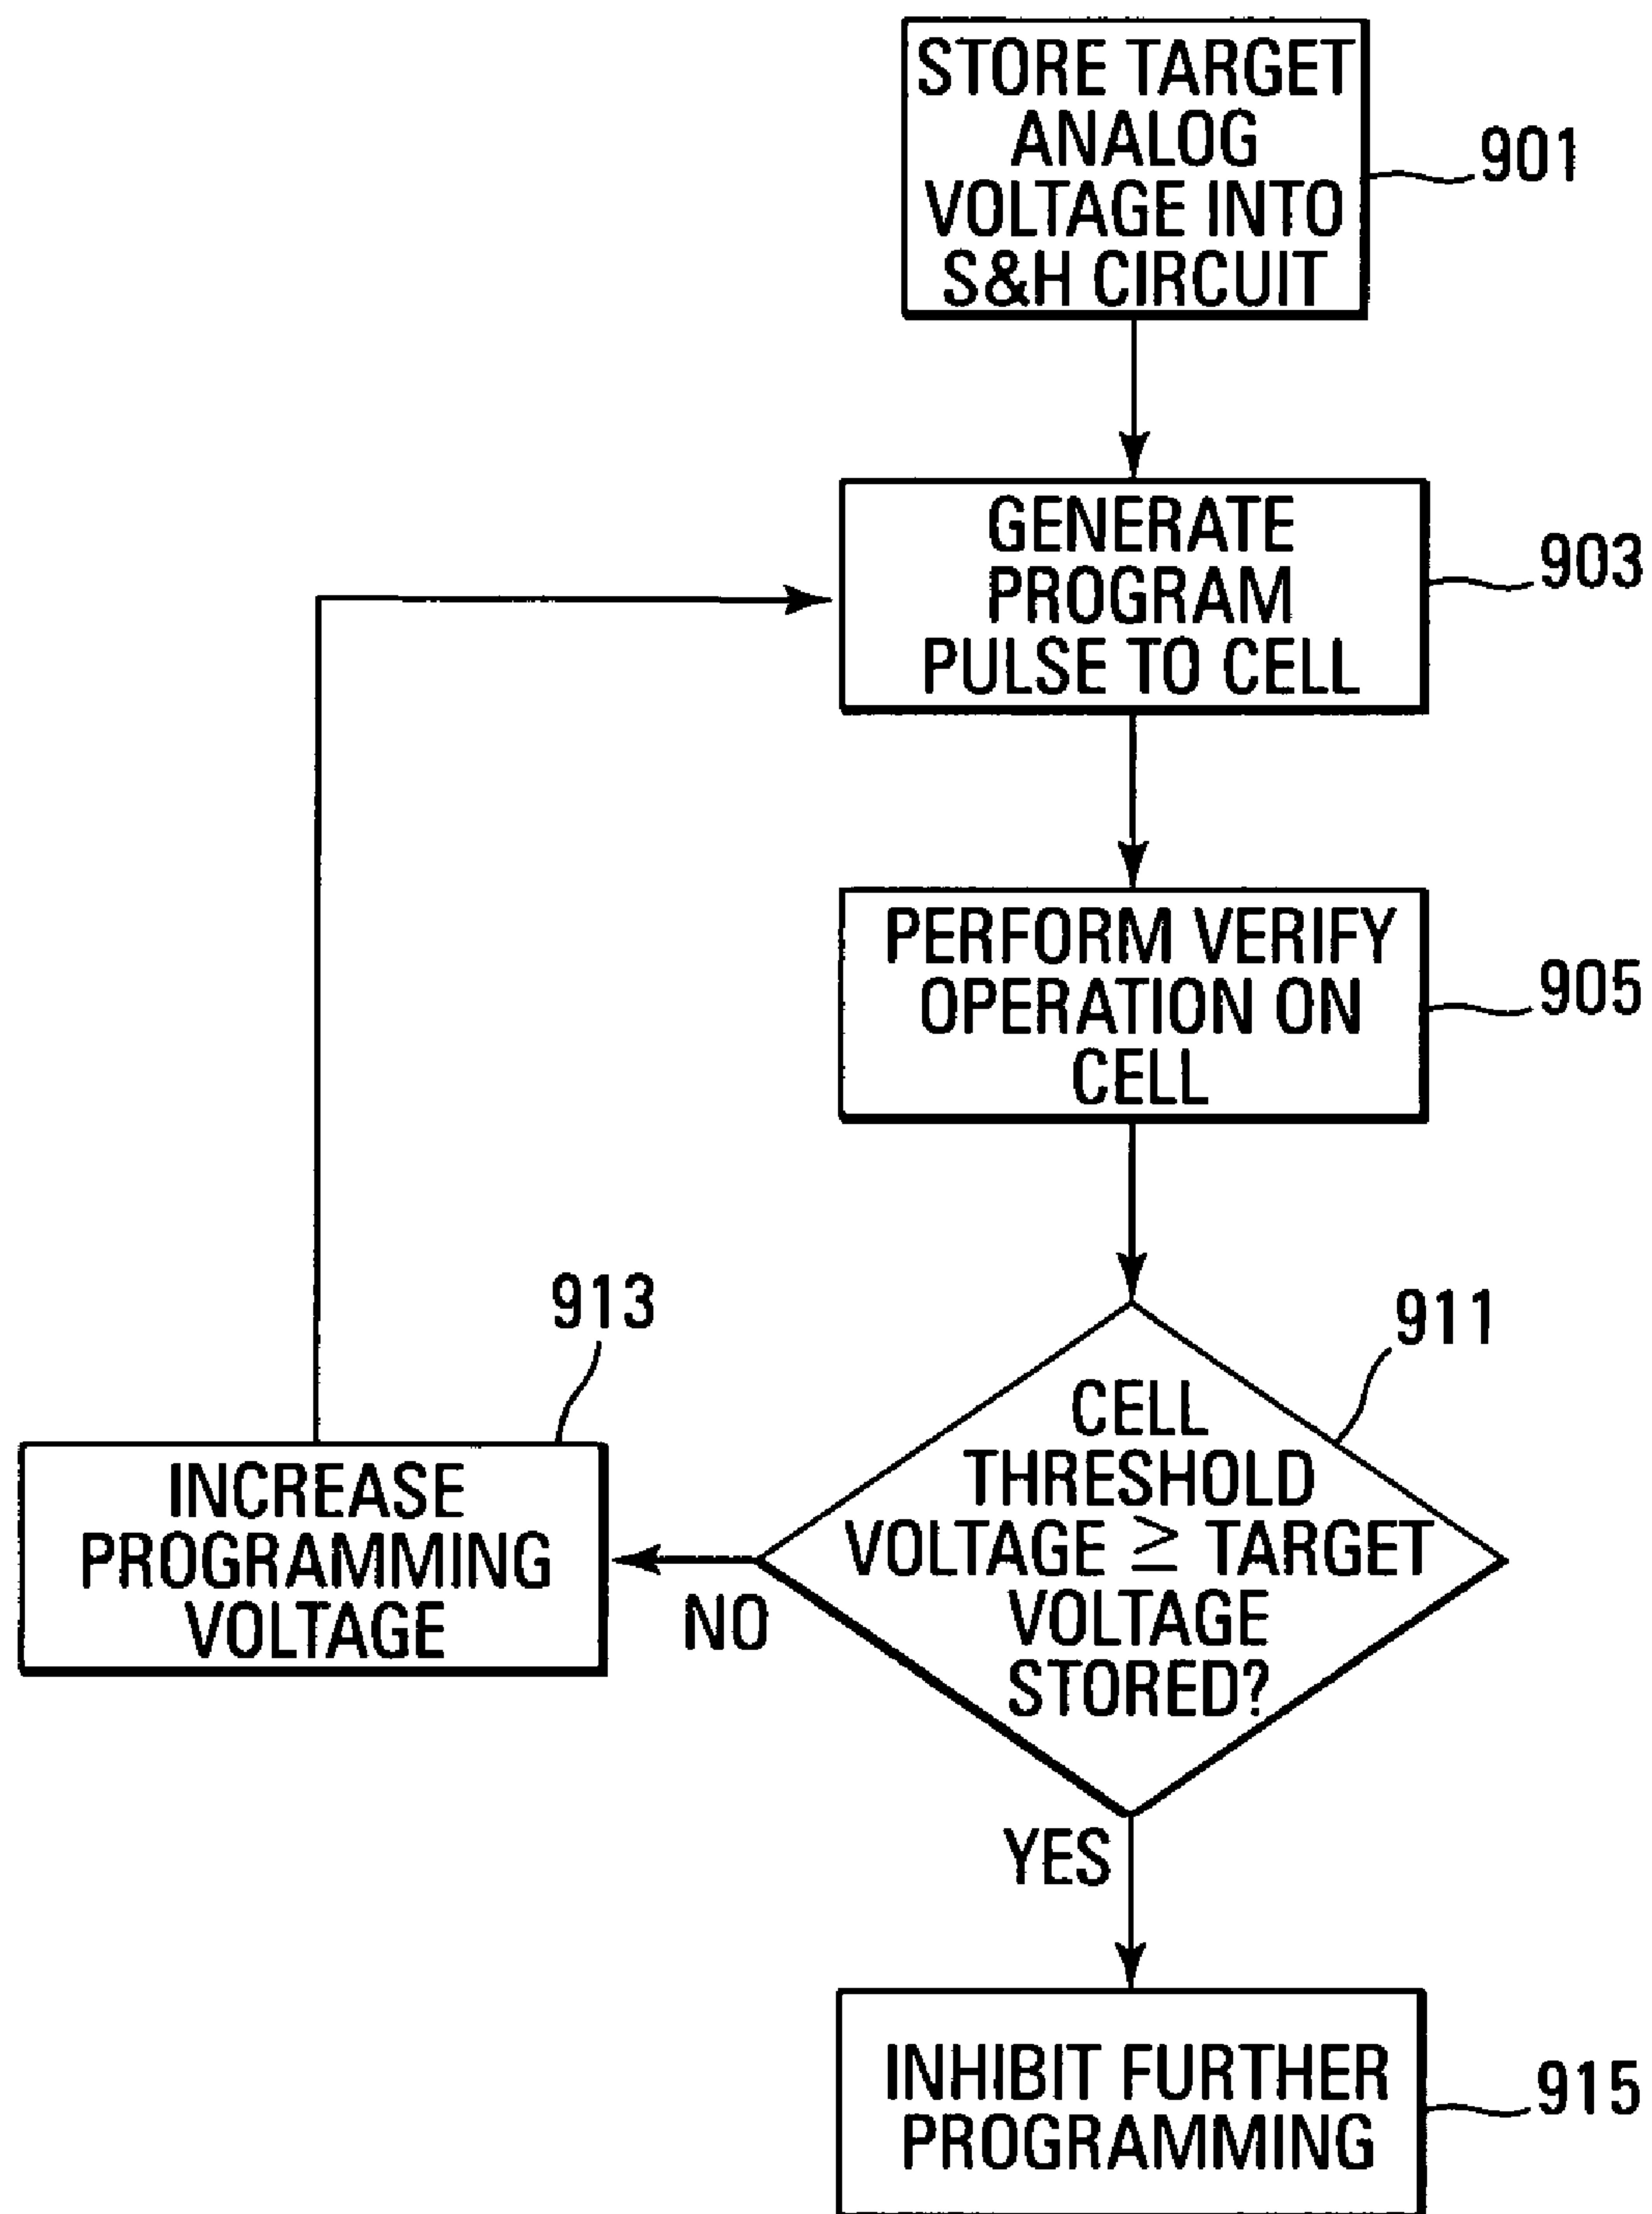 STORE TARGET
ANALOG
VOLTAGE INTO
S&H CIRCUIT
901
GENERATE
PROGRAM
PULSE TO CELL
903
PERFORM VERIFY
OPERATION ON
CELL
905
913
911
CELL
THRESHOLD
VOLTAGE ≥ TARGET
VOLTAGE
STORED?
INCREASE
PROGRAMMING
VOLTAGE
NO
YES
INHIBIT FURTHER
PROGRAMMING
915